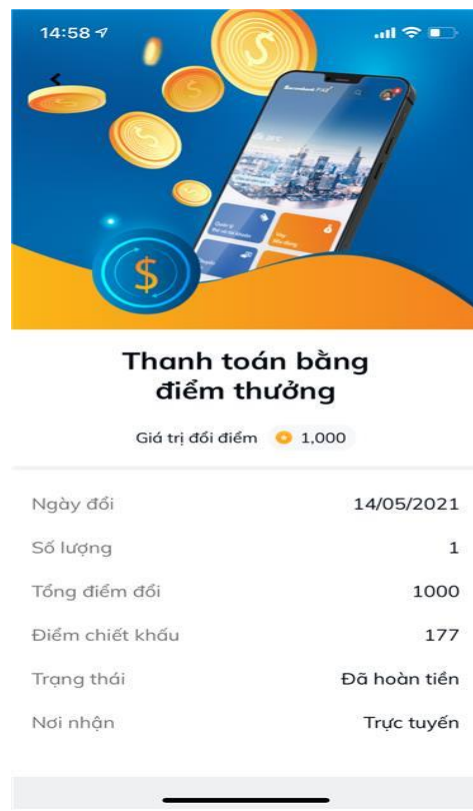 14:58
Sacombank PAY
Thanh toán bằng
điểm thưởng
Giá trị đổi điểm 1,000
Ngày đổi 14/05/2021
Số lượng 1
Tổng điểm đổi 1000
Điểm chiết khấu 177
Trạng thái Đã hoàn tiền
Nơi nhận Trực tuyến